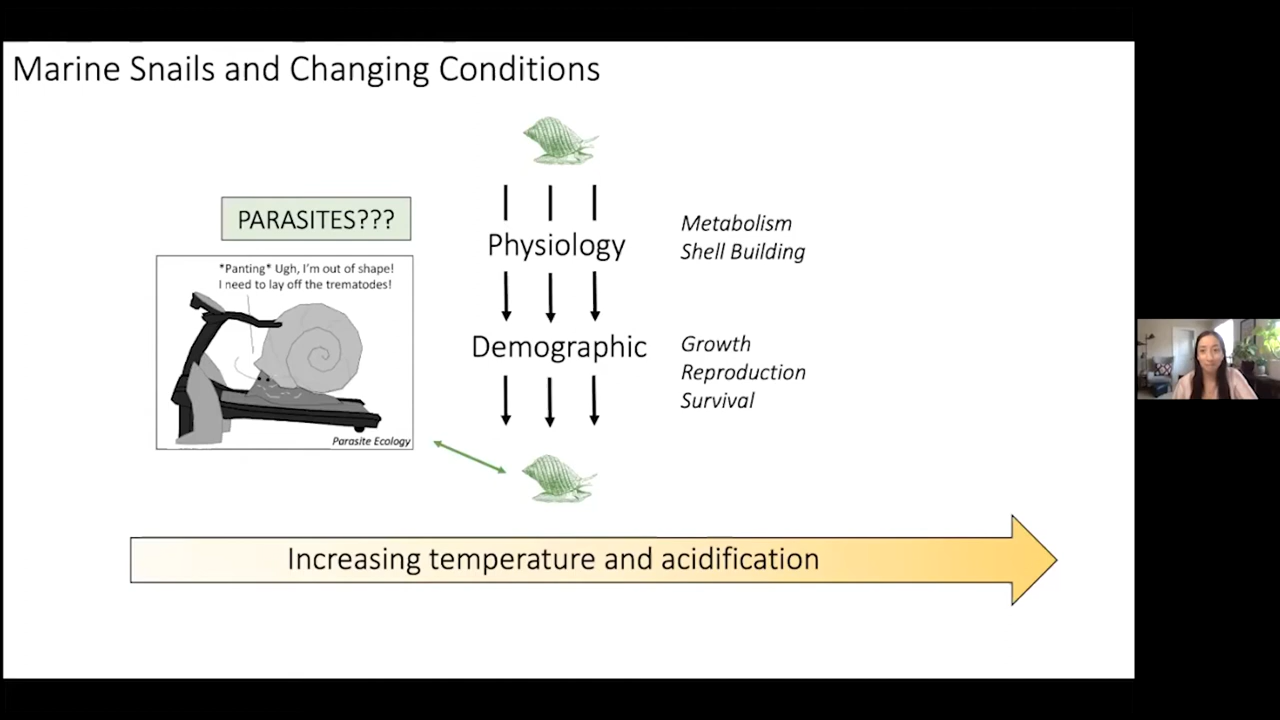 Marine Snails and Changing Conditions
PARASITES???
*Panting* Ugh, I'm out of shape!
I need to lay off the trematodes!
Parasite Ecology
Physiology
Metabolism
Shell Building
Demographic
Growth
Reproduction
Survival
Increasing temperature and acidification